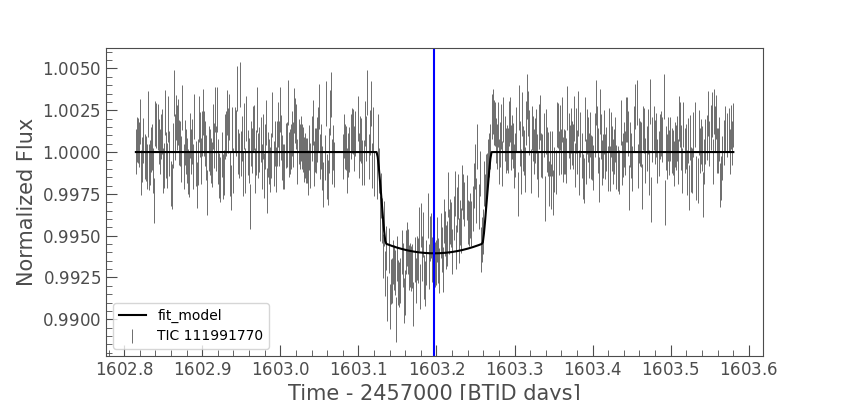 1.0050
1.0025
1.0000
0.9975
0.9950
0.9925
0.9900
Normalized Flux
fit_model
TIC 111991770
1602.8 1602.9 1603.0 1603.1 1603.2 1603.3 1603.4 1603.5 1603.6
Time - 2457000 [BTJD days]